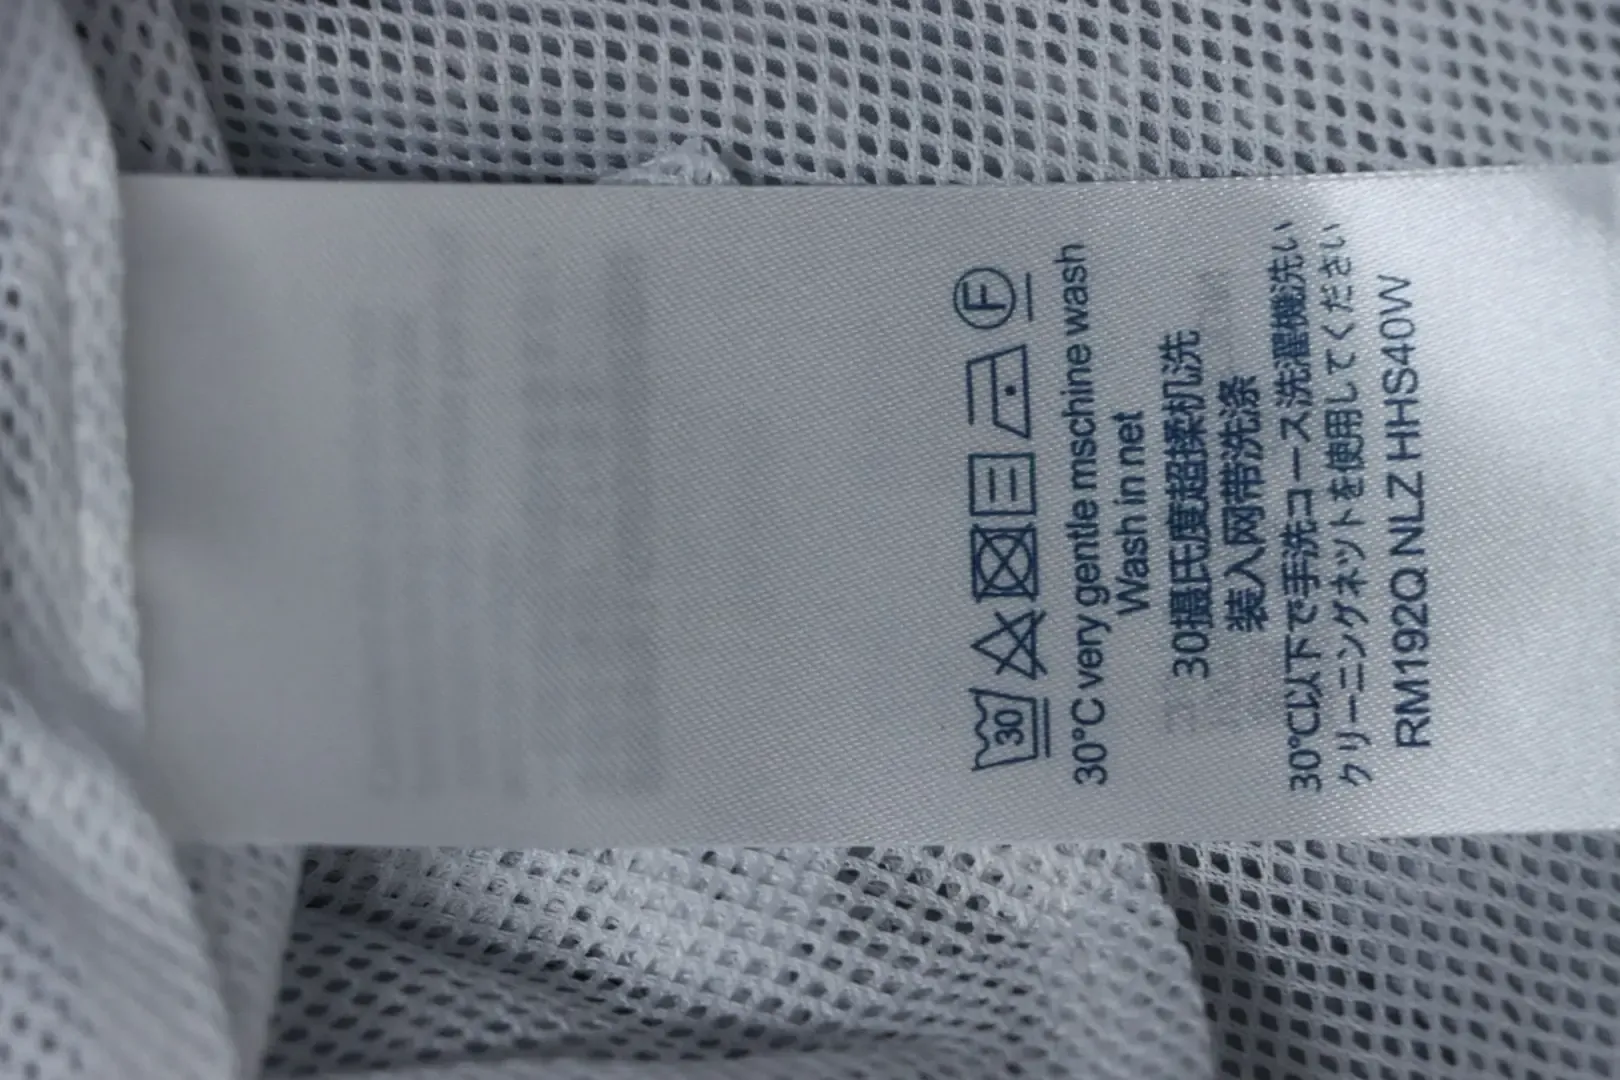 30
F
30°C very gentle mschine wash
Wash in net
30摄氏度超揉机洗
装入网带洗涤
30℃以下で手洗コース洗濯機洗い
クリーニングネットを使用してください
RM192Q NLZ HHS40W